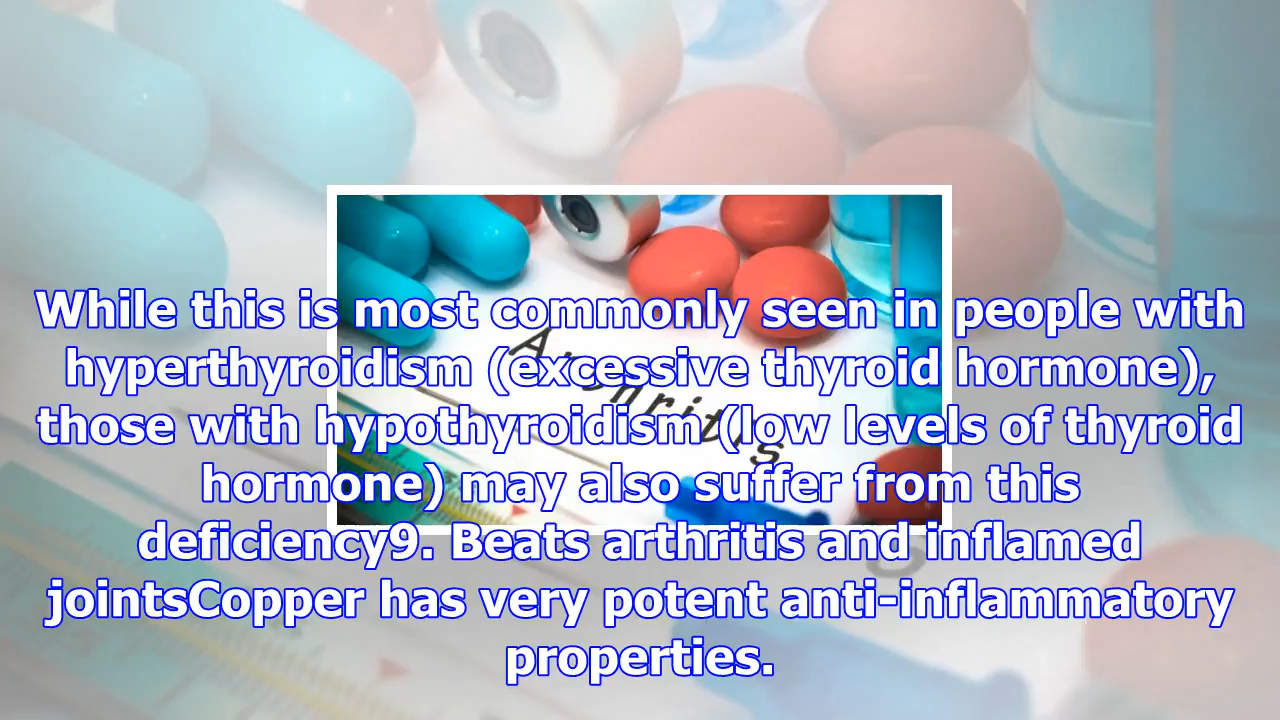 While this is most commonly seen in people with
hyperthyroidism (excessive thyroid hormone),
those with hypothyroidism (low levels of thyroid
hormone) may also suffer from this
deficiency9. Beats arthritis and inflamed
jointsCopper has very potent anti-inflammatory
properties.
Arthritis